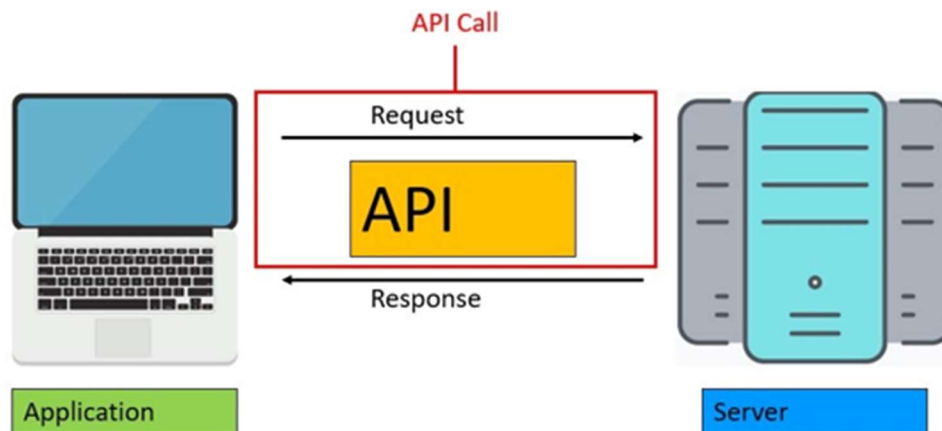 API Call
Request
API
Response
Application
Server